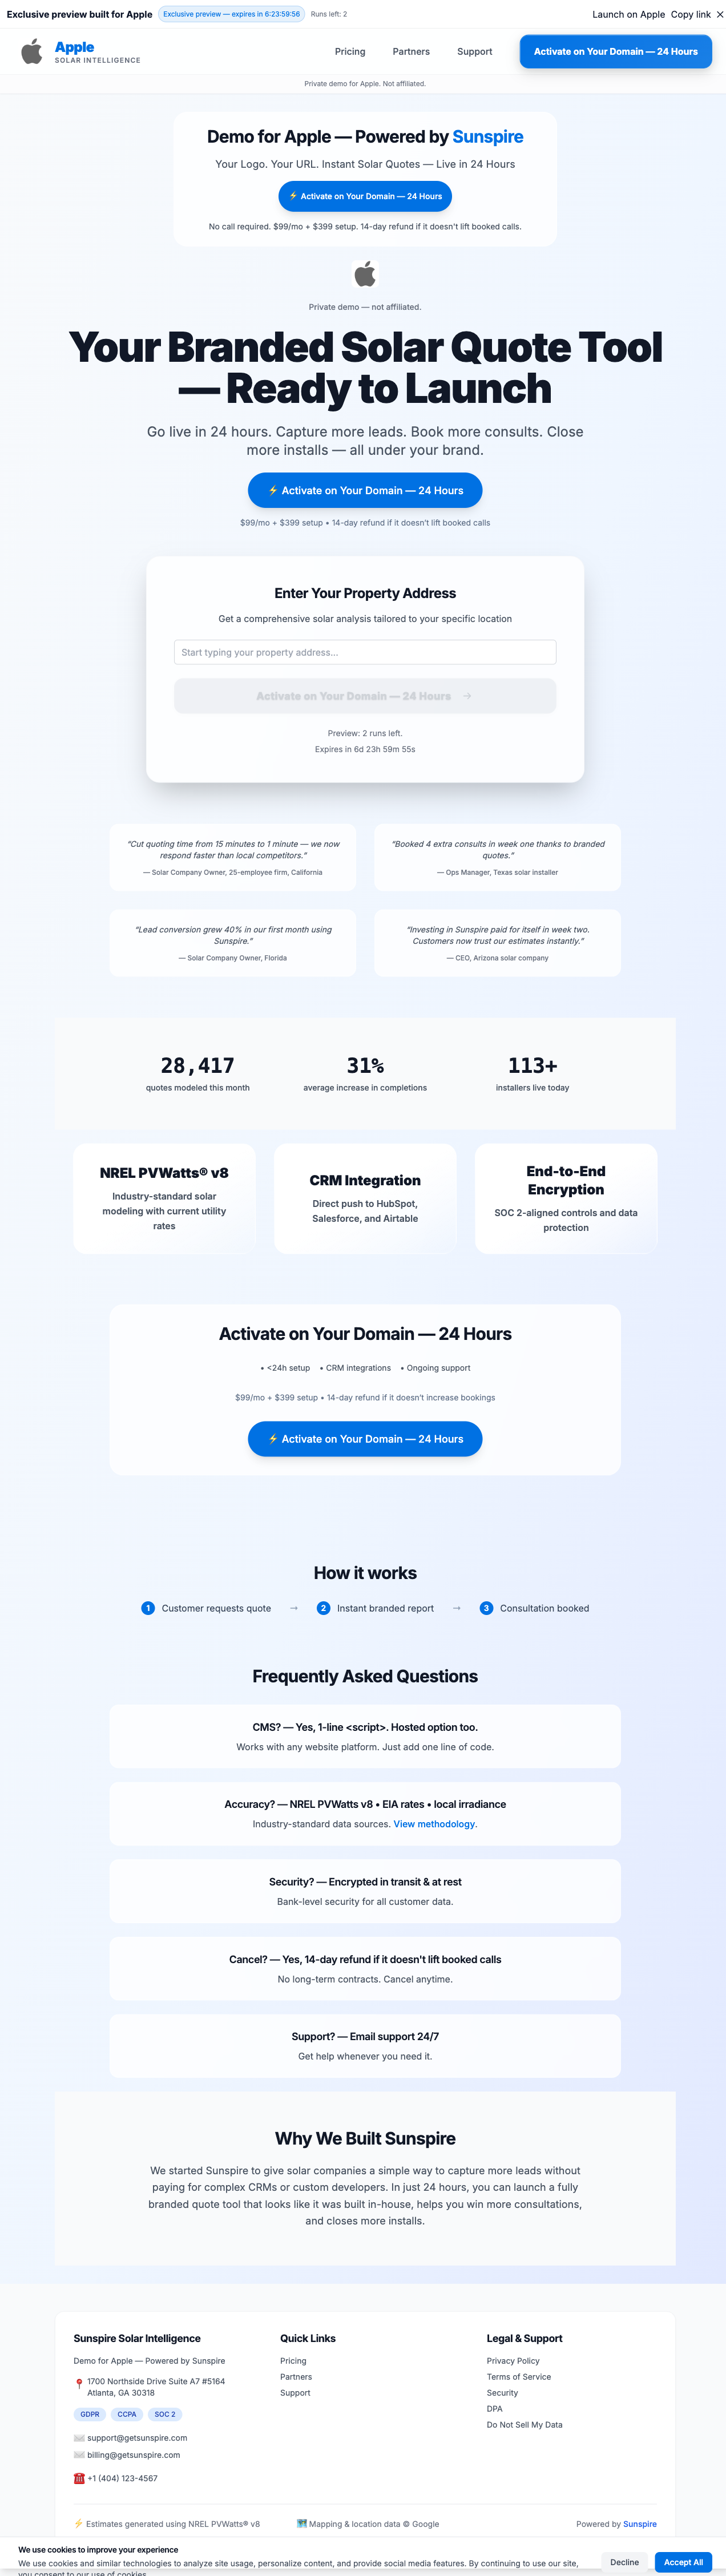 Exclusive preview built for Apple
Exclusive preview — expires in 6:23:59:56
Runs left: 2
Launch on Apple
Copy link
×
Apple
SOLAR INTELLIGENCE
Pricing
Partners
Support
Activate on Your Domain — 24 Hours
Private demo for Apple. Not affiliated.
Demo for Apple — Powered by Sunspire
Your Logo. Your URL. Instant Solar Quotes — Live in 24 Hours
⚡ Activate on Your Domain — 24 Hours
No call required. $99/mo + $399 setup. 14-day refund if it doesn't lift booked calls.
Private demo — not affiliated.
Your Branded Solar Quote Tool
— Ready to Launch
Go live in 24 hours. Capture more leads. Book more consults. Close
more installs — all under your brand.
⚡ Activate on Your Domain — 24 Hours
$99/mo + $399 setup • 14-day refund if it doesn't lift booked calls
Enter Your Property Address
Get a comprehensive solar analysis tailored to your specific location
Start typing your property address...
Activate on Your Domain — 24 Hours →
Preview: 2 runs left.
Expires in 6d 23h 59m 55s
"Cut quoting time from 15 minutes to 1 minute — we now
respond faster than local competitors."
— Solar Company Owner, 25-employee firm, California
"Booked 4 extra consults in one week thanks to branded
quotes."
— Ops Manager, Texas solar installer
"Lead conversion grew 40% in our first month using
Sunspire."
— Solar Company Owner, Florida
"Investing in Sunspire paid for itself in week two.
Customers now trust our estimates instantly."
— CEO, Arizona solar company
28,417
quotes modeled this month
31%
average increase in completions
113+
installers live today
NREL PVWatts® v8
Industry-standard solar
modeling with current utility
rates
CRM Integration
Direct push to HubSpot,
Salesforce, and Airtable
End-to-End
Encryption
SOC 2-aligned controls and data
protection
Activate on Your Domain — 24 Hours
• <24h setup • CRM integrations • Ongoing support
$99/mo + $399 setup • 14-day refund if it doesn't increase bookings
⚡ Activate on Your Domain — 24 Hours
How it works
1 Customer requests quote → 2 Instant branded report → 3 Consultation booked
Frequently Asked Questions
CMS? — Yes, 1-line <script>. Hosted option too.
Works with any website platform. Just add one line of code.
Accuracy? — NREL PVWatts v8 • EIA rates • local irradiance
Industry-standard data sources. View methodology.
Security? — Encrypted in transit & at rest
Bank-level security for all customer data.
Cancel? — Yes, 14-day refund if it doesn't lift booked calls
No long-term contracts. Cancel anytime.
Support? — Email support 24/7
Get help whenever you need it.
Why We Built Sunspire
We started Sunspire to give solar companies a simple way to capture more leads without
paying for complex CRMs or custom developers. In just 24 hours, you can launch a fully
branded quote tool that looks like it was built in-house, helps you win more consultations,
and closes more installs.
Sunspire Solar Intelligence
Demo for Apple — Powered by Sunspire
1700 Northside Drive Suite A7 #5164
Atlanta, GA 30318
GDPR
CCPA
SOC 2
support@getsunspire.com
billing@getsunspire.com
+1 (404) 123-4567
Quick Links
Pricing
Partners
Support
Legal & Support
Privacy Policy
Terms of Service
Security
DPA
Do Not Sell My Data
⚡ Estimates generated using NREL PVWatts® v8
Mapping & location data © Google
Powered by Sunspire
We use cookies to improve your experience
We use cookies and similar technologies to analyze site usage, personalize content, and provide social media features. By continuing to use our site,
you consent to our use of cookies.
Decline
Accept All